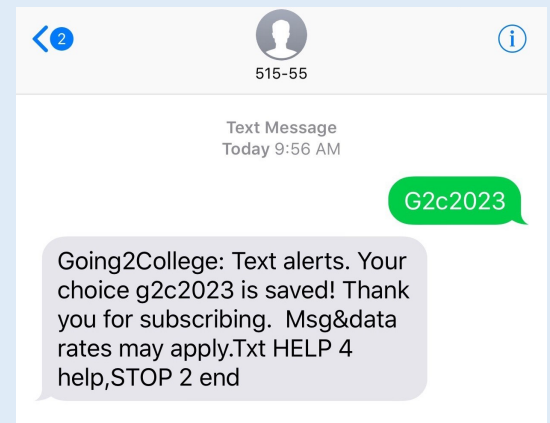 2
515-55
Text Message
Today 9:56 AM
G2c2023
Going2College: Text alerts. Your
choice g2c2023 is saved! Thank
you for subscribing.  Msg&data
rates may apply.Txt HELP 4
help,STOP 2 end